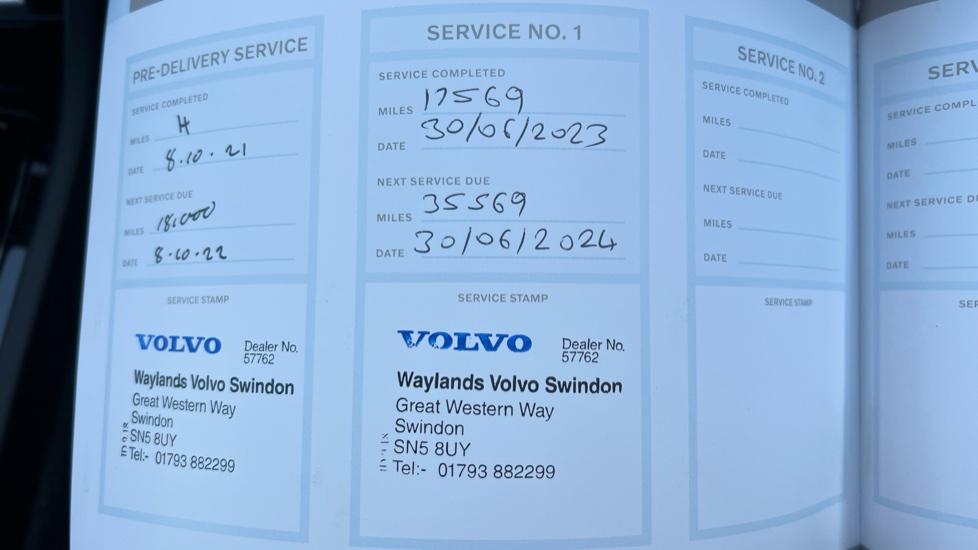 PRE-DELIVERY SERVICE
SERVICE COMPLETED
MILES H
DATE 8.10.21
NEXT SERVICE DUE
MILES 18,000
DATE 8.10.22
SERVICE STAMP
VOLVO Dealer No.
57762
Waylands Volvo Swindon
Great Western Way
Swindon
SN5 8UY
Tel:- 01793 882299
SERVICE NO. 1
SERVICE COMPLETED
MILES 17569
DATE 30/06/2023
NEXT SERVICE DUE
MILES 35569
DATE 30/06/2024
SERVICE STAMP
VOLVO Dealer No.
57762
Waylands Volvo Swindon
Great Western Way
Swindon
SN5 8UY
Tel:- 01793 882299
SERVICE NO. 2
SERVICE COMPLETED
MILES
DATE
NEXT SERVICE DUE
MILES
DATE
SERVICE STAMP
SERV
SERVICE COMPL
MILES
DATE
NEXT SERVICE D
MILES
DATE
SER